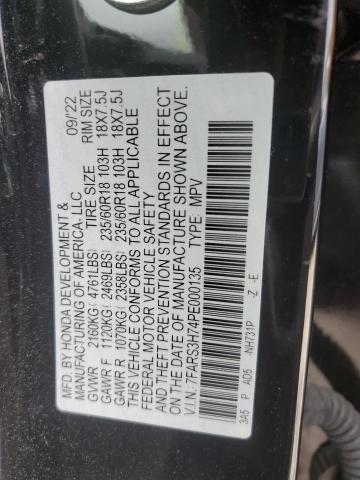 MFD. BY HONDA DEVELOPMENT & 09/22
MANUFACTURING OF AMERICA, LLC
TIRE SIZE RIM SIZE
GVWR 2160KG( 4761LBS)
GAWR F 1120KG( 2469LBS) 235/60R18 103H 18X7.5J
GAWR R 1070KG( 2358LBS) 235/60R18 103H 18X7.5J
THIS VEHICLE CONFORMS TO ALL APPLICABLE
FEDERAL MOTOR VEHICLE SAFETY
AND THEFT PREVENTION STANDARDS IN EFFECT
ON THE DATE OF MANUFACTURE SHOWN ABOVE.
V.I.N: 7FARS3H74PE000135 TYPE: MPV
3A5 P AD5 -NH731P -Z -E